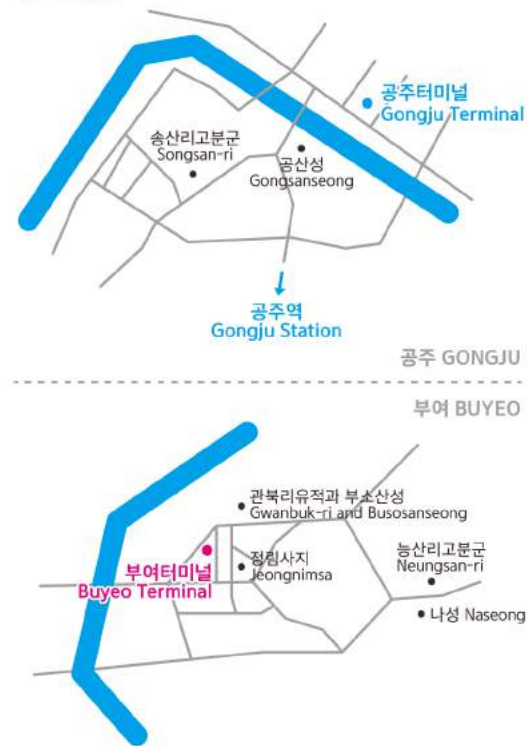 공주터미널
Gongju Terminal
송산리고분군
Songsan-ri
공산성
Gongsanseong
공주역
Gongju Station
공주 GONGJU
부여 BUYEO
관북리유적과 부소산성
Gwanbuk-ri and Busosanseong
정림사지
Jeongnimsa
능산리고분군
Neungsan-ri
부여터미널
Buyeo Terminal
나성 Naseong